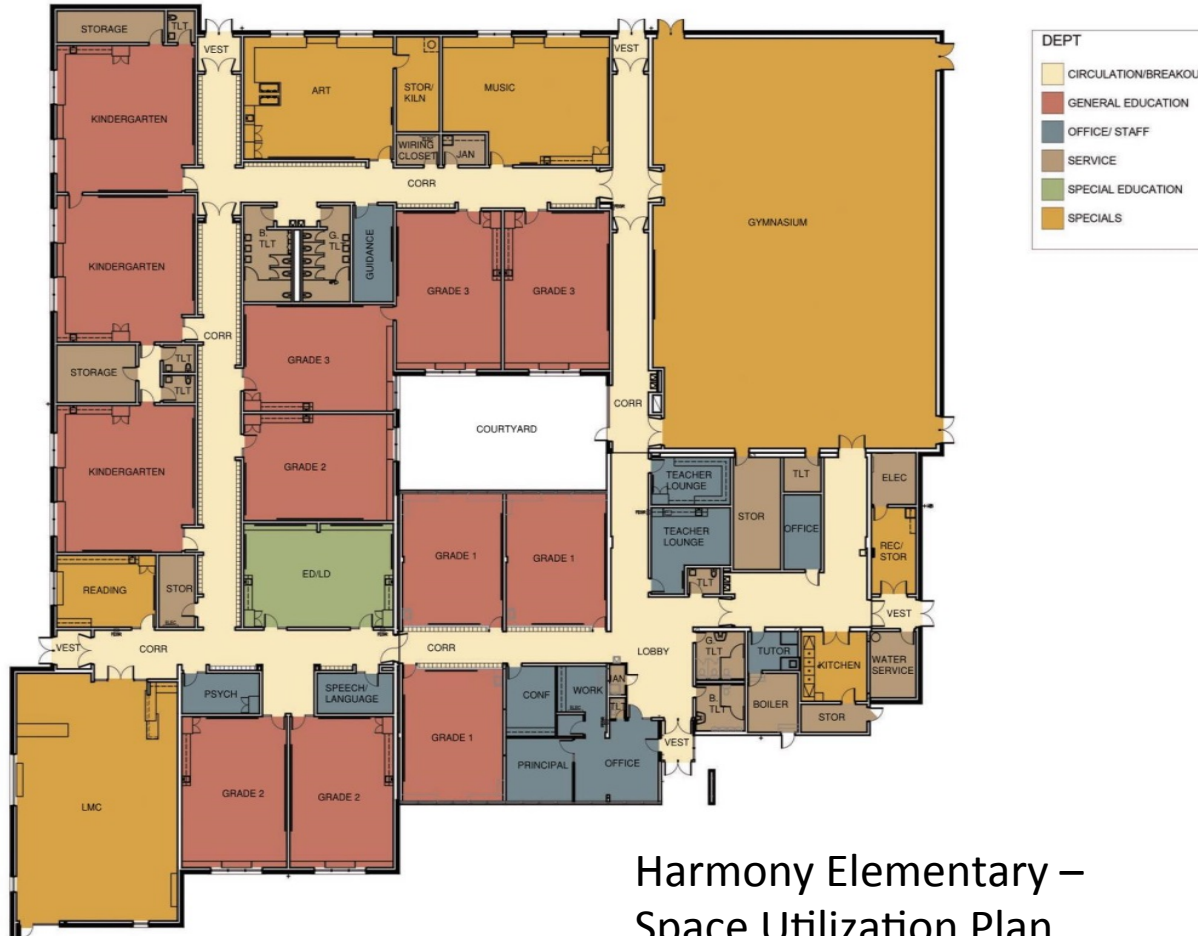 STORAGE
TLT
VEST
VEST
DEPT
CIRCULATION/BREAKOU
GENERAL EDUCATION
OFFICE/ STAFF
SERVICE
SPECIAL EDUCATION
SPECIALS
KINDERGARTEN
ART
STOR/
KILN
MUSIC
WIRING
CLOSET
JAN
CORR
GYMNASIUM
KINDERGARTEN
B.
TLT
G.
TLT
GUIDANCE
GRADE 3
GRADE 3
CORR
GRADE 3
STORAGE
TLT
TLT
CORR
COURTYARD
KINDERGARTEN
GRADE 2
TEACHER
LOUNGE
STOR
TLT
ELEC
TEACHER
LOUNGE
OFFICE
REC/
STOR
GRADE 1
GRADE 1
ED/LD
READING
STOR
ELEC
TLT
VEST
VEST
CORR
CORR
LOBBY
G.
TLT
TUTOR
KITCHEN
WATER
SERVICE
PSYCH
SPEECH/
LANGUAGE
CONF
WORK
ELEC
JAN
TLT
B.
TLT
BOILER
STOR
GRADE 1
VEST
PRINCIPAL
OFFICE
LMC
GRADE 2
GRADE 2
Harmony Elementary –
Space Utilization Plan